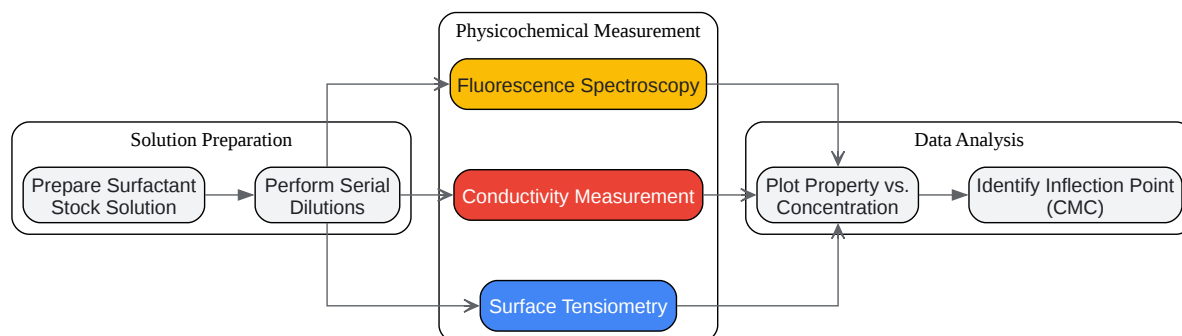 Solution Preparation
Prepare Surfactant
Stock Solution
Perform Serial
Dilutions
Physicochemical Measurement
Fluorescence Spectroscopy
Conductivity Measurement
Surface Tensiometry
Data Analysis
Plot Property vs.
Concentration
Identify Inflection Point
(CMC)